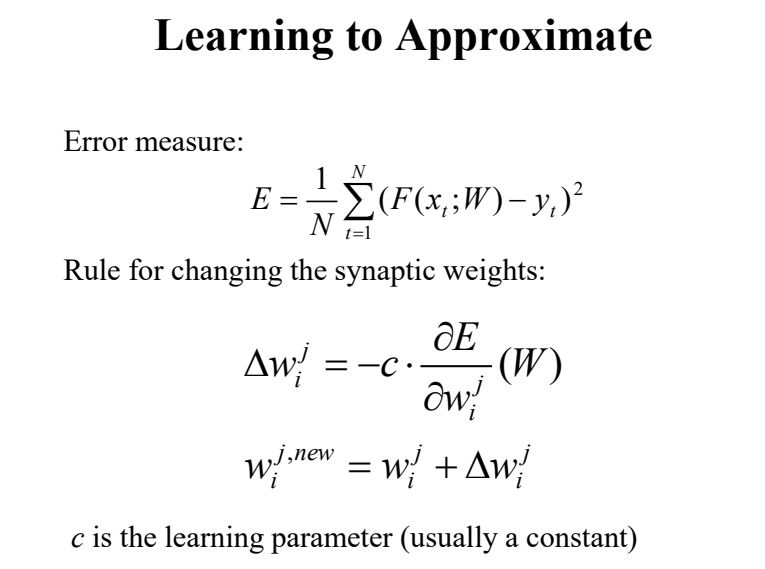 Learning to Approximate
Error measure:
E = \frac{1}{N} \sum_{t=1}^{N} (F(x_t;W) - y_t)^2
Rule for changing the synaptic weights:
\Delta w_i^j = -c \cdot \frac{\partial E}{\partial w_i^j} (W)
w_i^{j,new} = w_i^j + \Delta w_i^j
c is the learning parameter (usually a constant)